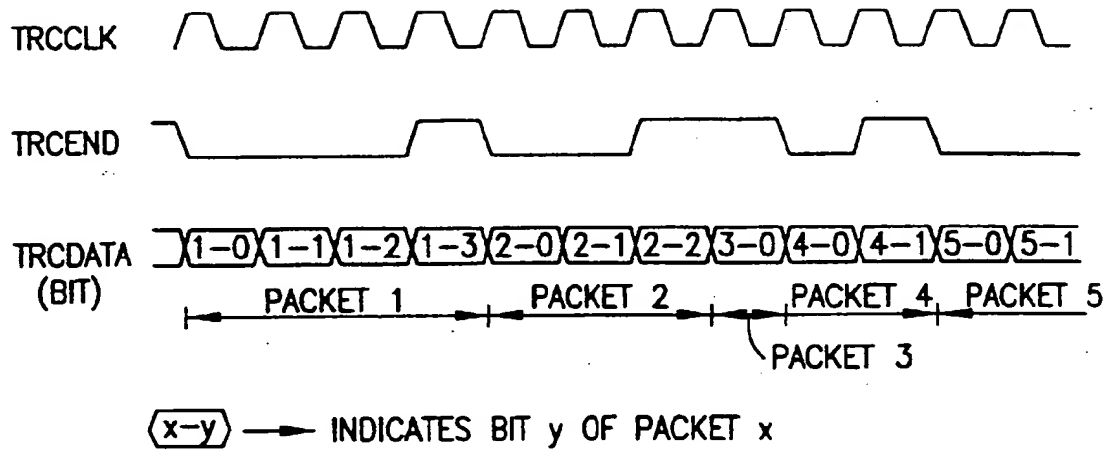 TRCCLK
TRCEND
TRCDATA
(BIT)
1-0 1-1 1-2 1-3 2-0 2-1 2-2 3-0 4-0 4-1 5-0 5-1
PACKET 1 PACKET 2 PACKET 4 PACKET 5
PACKET 3
x-y INDICATES BIT y OF PACKET x